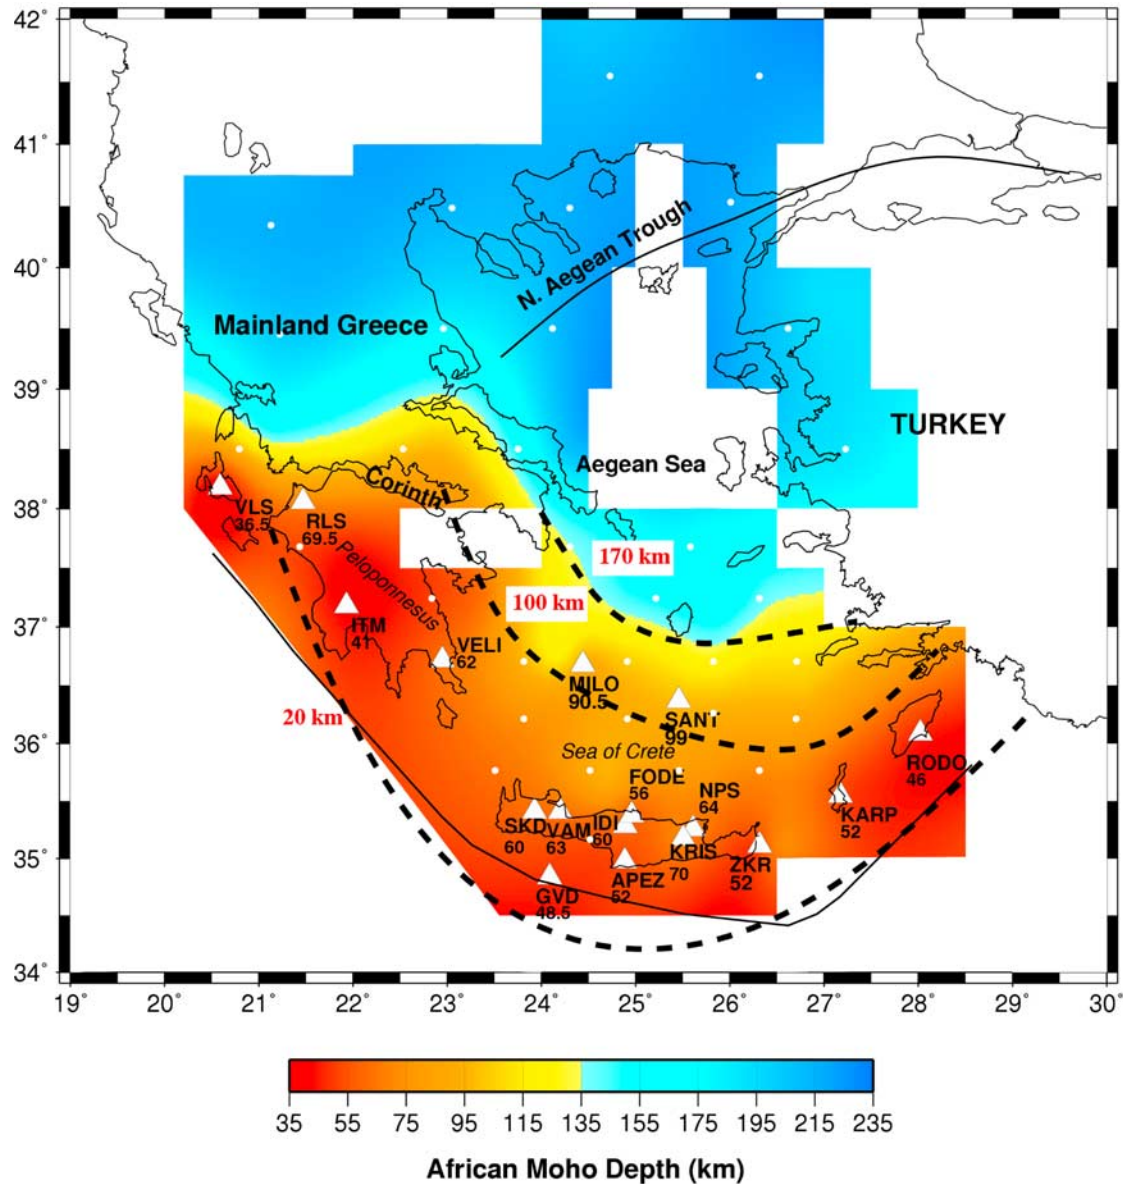 42°
41°
40°
39°
38°
37°
36°
35°
34°
N. Aegean Trough
Mainland Greece
TURKEY
Aegean Sea
Corinth
VLS
36.5
RLS
69.5
Peloponnesus
170 km
100 km
ITM
41
VELI
62
MILO
90.5
20 km
SANT
99
Sea of Crete
RODO
46
FODE
56
NPS
64
KARP
52
SKD
60
VAM
63
IDI
60
KRIS
70
ZKR
52
APEZ
52
GVD
48.5
19° 20° 21° 22° 23° 24° 25° 26° 27° 28° 29° 30°
35 55 75 95 115 135 155 175 195 215 235
African Moho Depth (km)